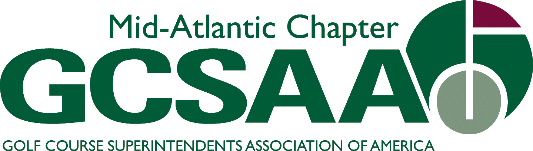 Mid-Atlantic Chapter
GCSAA
GOLF COURSE SUPERINTENDENTS ASSOCIATION OF AMERICA